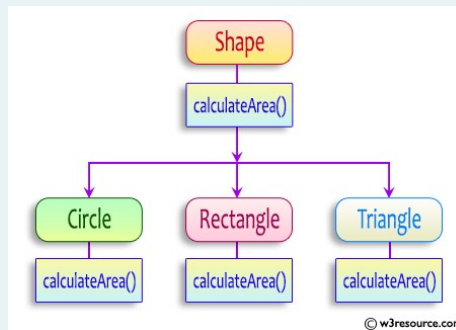 Shape
calculateArea()
Circle
Rectangle
Triangle
calculateArea()
calculateArea()
calculateArea()
© w3resource.com